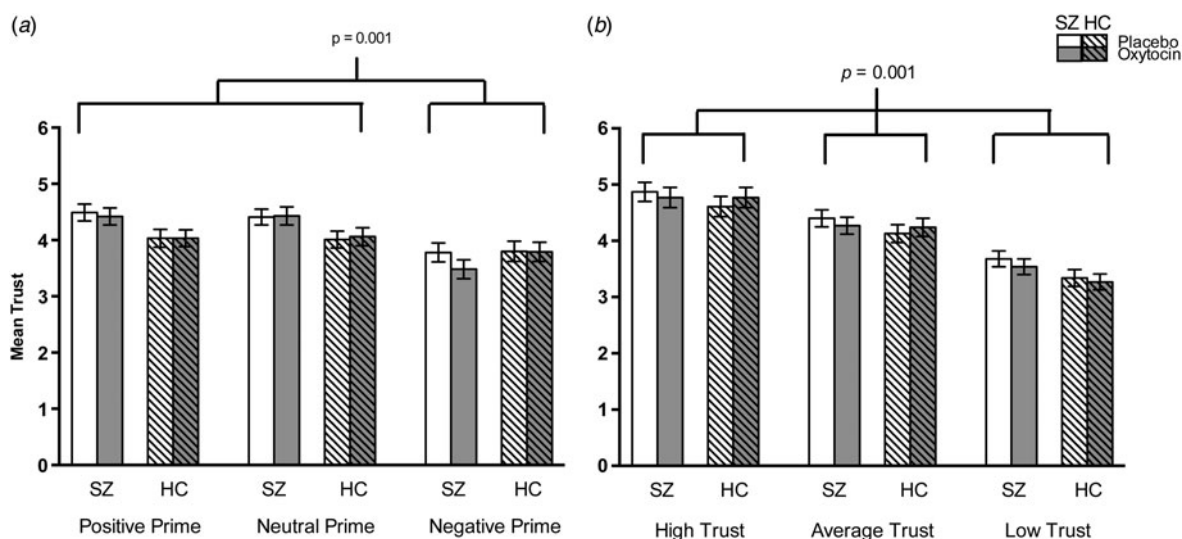 (a)
p = 0.001
Mean Trust
6
5
4
3
2
1
0
SZ HC SZ HC SZ HC
Positive Prime Neutral Prime Negative Prime
(b)
SZ HC
Placebo
Oxytocin
p = 0.001
6
5
4
3
2
1
0
SZ HC SZ HC SZ HC
High Trust Average Trust Low Trust